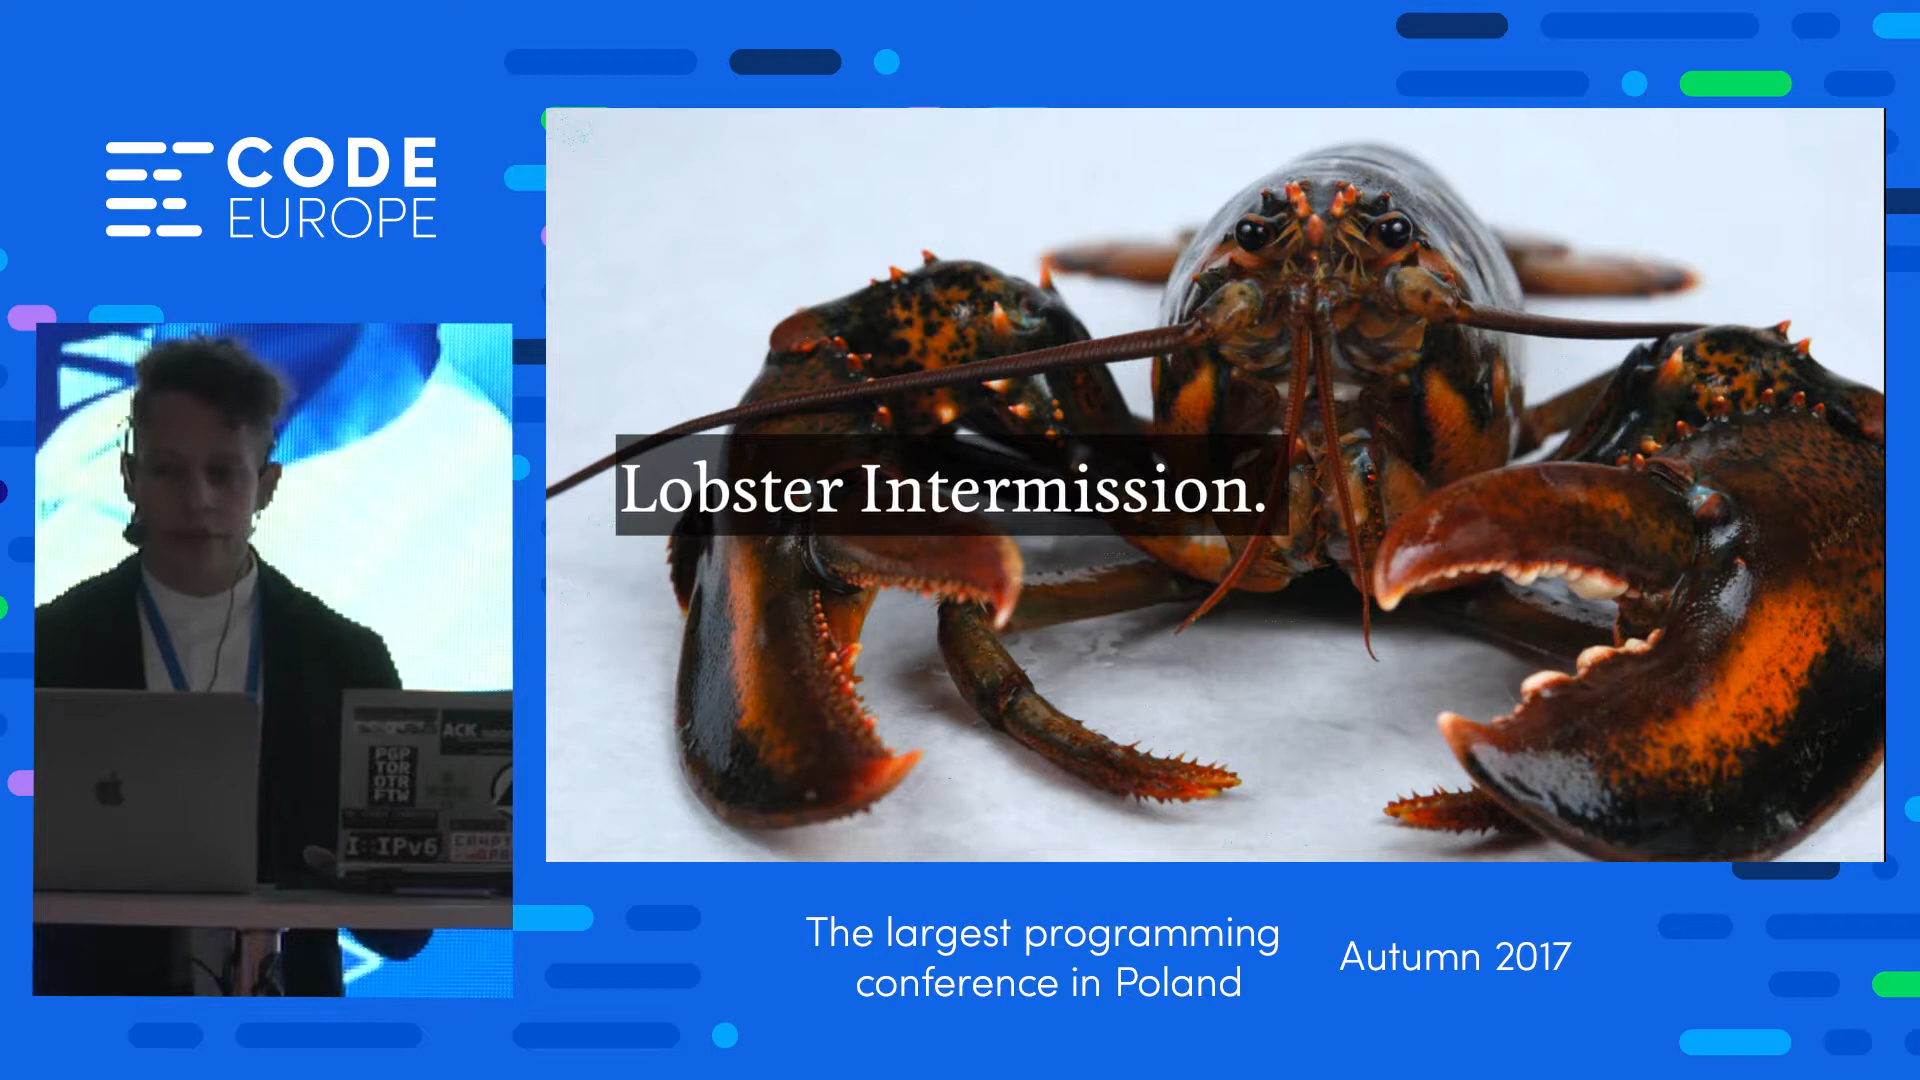 CODE
EUROPE
Lobster Intermission.
ACK
PGP
TOR
OTR
FTW
I::IPv6
The largest programming
conference in Poland
Autumn 2017